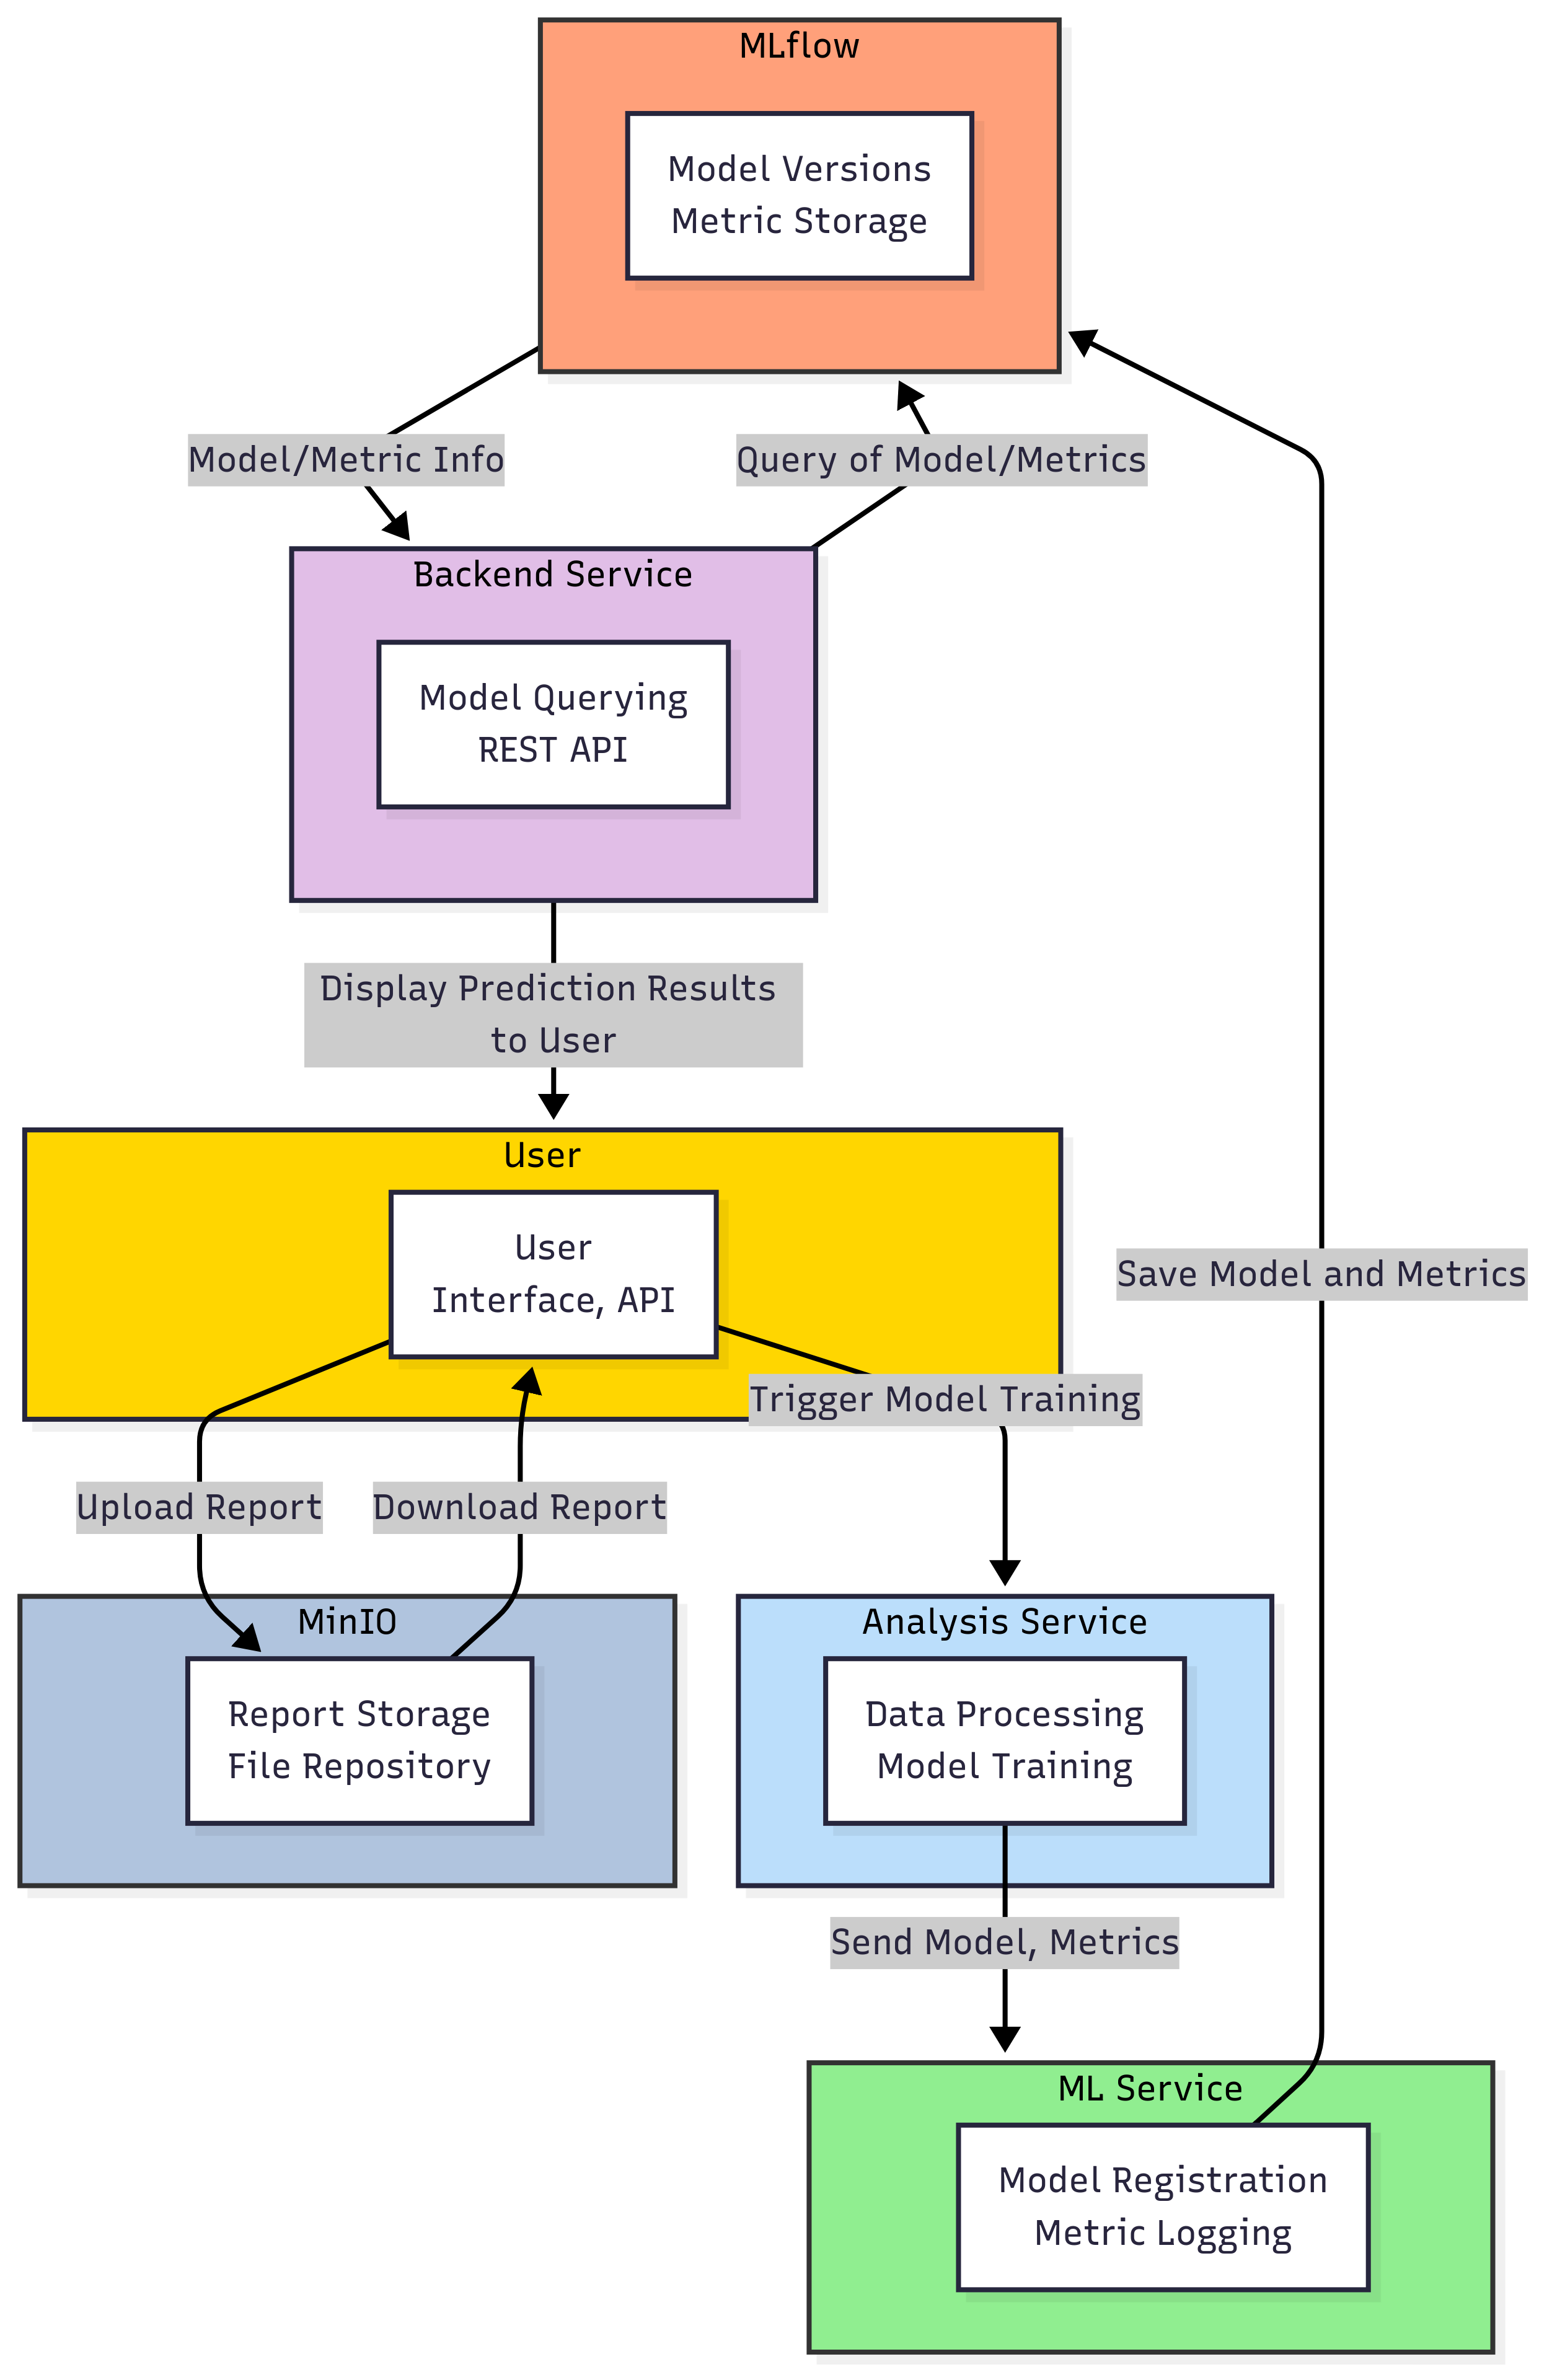 MLflow
Model Versions
Metric Storage
Model/Metric Info
Query of Model/Metrics
Backend Service
Model Querying
REST API
Display Prediction Results
to User
User
User
Interface, API
Save Model and Metrics
Trigger Model Training
Upload Report
Download Report
MinIO
Report Storage
File Repository
Analysis Service
Data Processing
Model Training
Send Model, Metrics
ML Service
Model Registration
Metric Logging